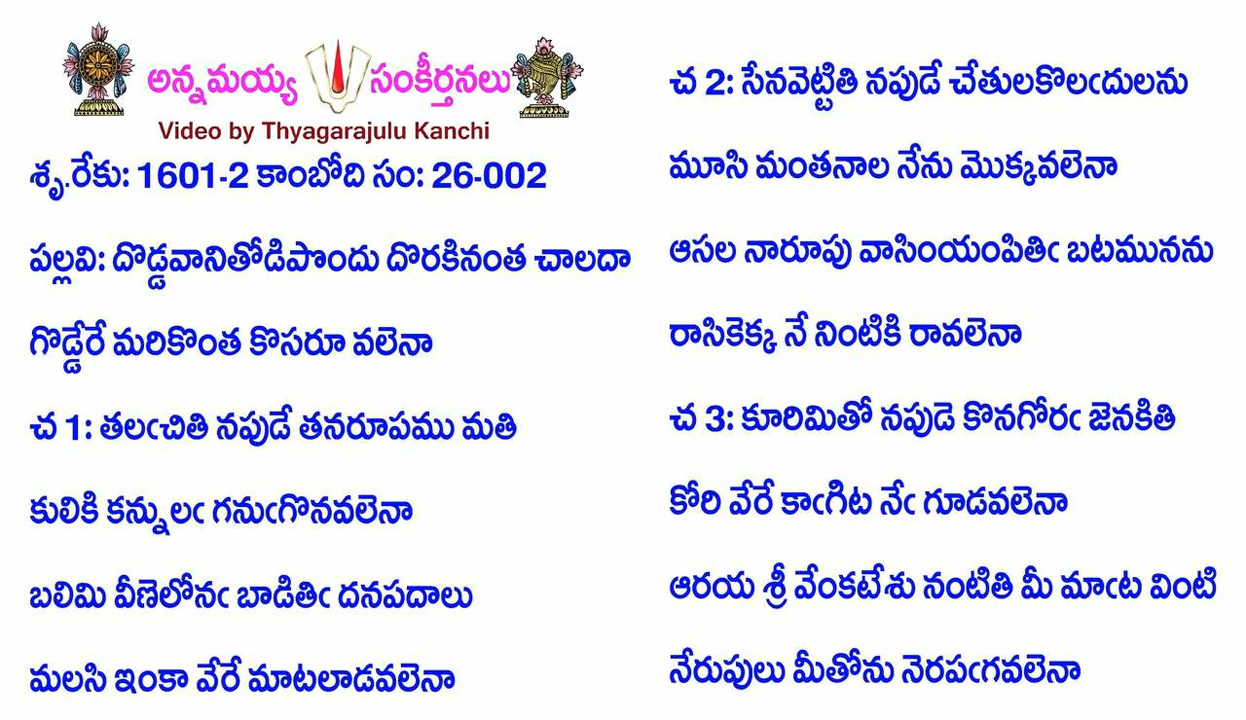 అన్నమయ్య సంకీర్తనలు
Video by Thyagarajulu Kanchi
శృ.రేకు: 1601-2 కాంబోది సం: 26-002
పల్లవి: దొడ్డవానితోడిపొందు దొరకినంత చాలదా
గొడ్డేరే మరికొంత కొసరూ వలెనా
చ 1: తలఁచితి నపుడే తనరూపము మతి
కులికి కన్నులఁ గనుఁగొనవలెనా
బలిమి వీణెలోనఁ బాడితిఁ దనపదాలు
మలసి ఇంకా వేరే మాటలాడవలెనా
చ 2: సేనవెట్టితి నపుడే చేతులకొలఁదులను
మూసి మంతనాల నేను మొక్కవలెనా
ఆసల నారూపు వాసింయంపితిఁ బటమునను
రాసికెక్క నే నింటికి రావలెనా
చ 3: కూరిమితో నపుడె కొనగోరఁ జెనకితి
కోరి వేరే కాఁగిట నేఁ గూడవలెనా
ఆరయ శ్రీ వేంకటేశు నంటితి మీ మాఁట వింటి
నేరుపులు మీతోను నెరపఁగవలెనా